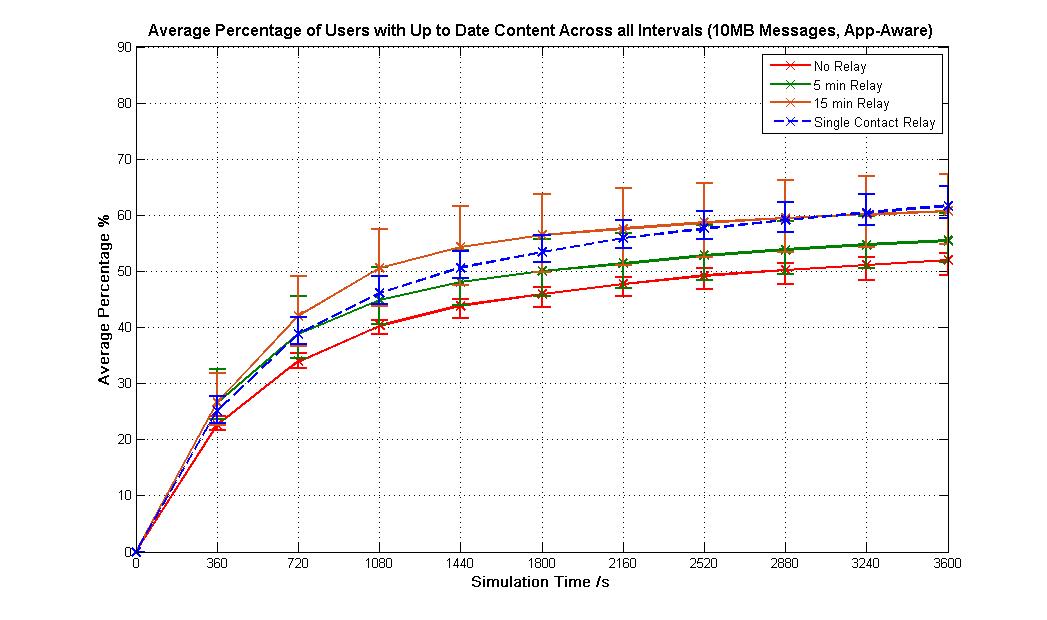 Average Percentage of Users with Up to Date Content Across all Intervals (10MB Messages, App-Aware)
90
80
70
60
50
40
30
20
10
0
Average Percentage %
No Relay
5 min Relay
15 min Relay
Single Contact Relay
0 360 720 1080 1440 1800 2160 2520 2880 3240 3600
Simulation Time /s